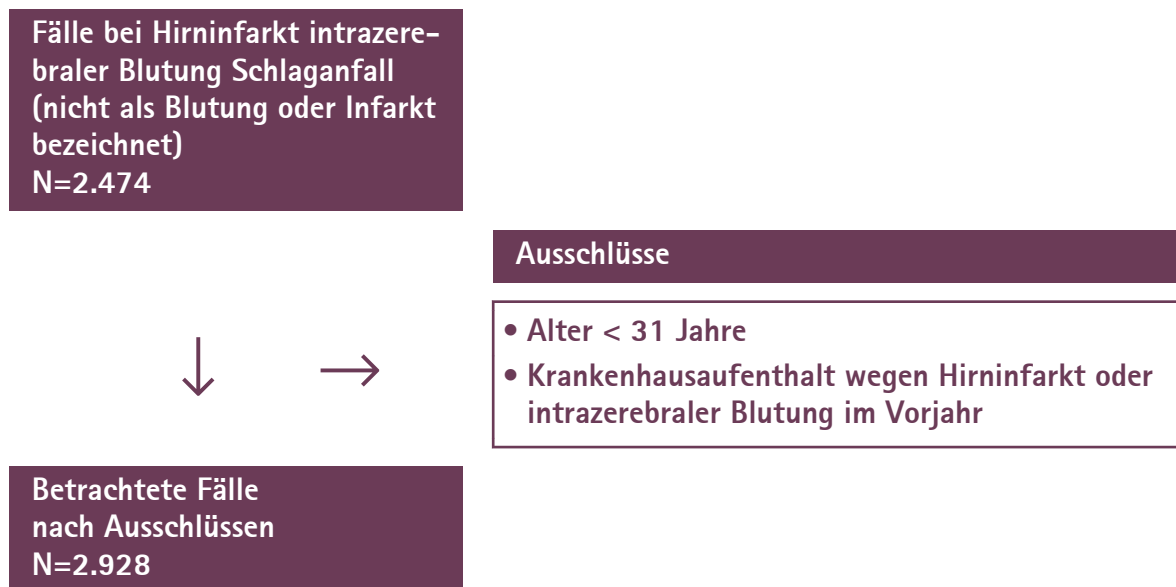 Fälle bei Hirninfarkt intrazere-
braler Blutung Schlaganfall
(nicht als Blutung oder Infarkt
bezeichnet)
N=2.474
Ausschlüsse
• Alter < 31 Jahre
• Krankenhausaufenthalt wegen Hirninfarkt oder
intrazerebraler Blutung im Vorjahr
Betrachtete Fälle
nach Ausschlüssen
N=2.928